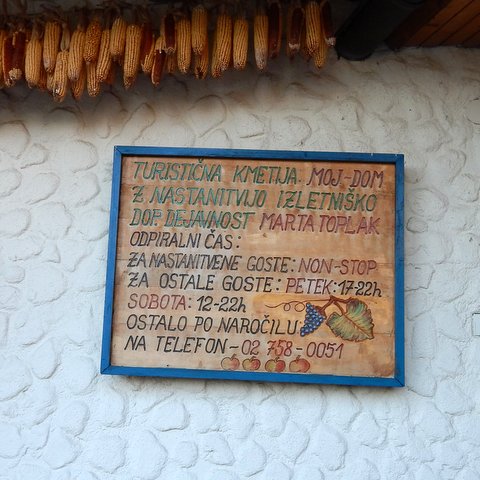 TURISTIČNA KMETIJA MOJ-DOM
Z NASTANITVIJO IZLETNIŠKO
DOP. DEJAVNOST MARTA TOPLAK
ODPIRALNI ČAS:
ZA NASTANITVENE GOSTE: NON-STOP
ZA OSTALE GOSTE: PETEK: 17-22h
SOBOTA: 12-22h
OSTALO PO NAROČILU
NA TELEFON-02 758-0051